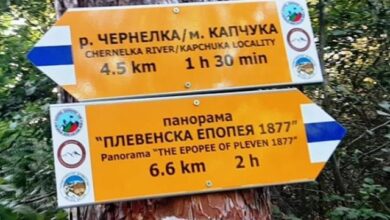 р. ЧЕРНЕЛКА/м. КАПЧУКА
CHERNELKA RIVER/KAPCHUKA LOCALITY
4.5 km 1 h 30 min
панорама
"ПЛЕВЕНСКА ЕПОПЕЯ 1877"
Panorama "THE EPOPEE OF PLEVEN 1877"
6.6 km 2 h